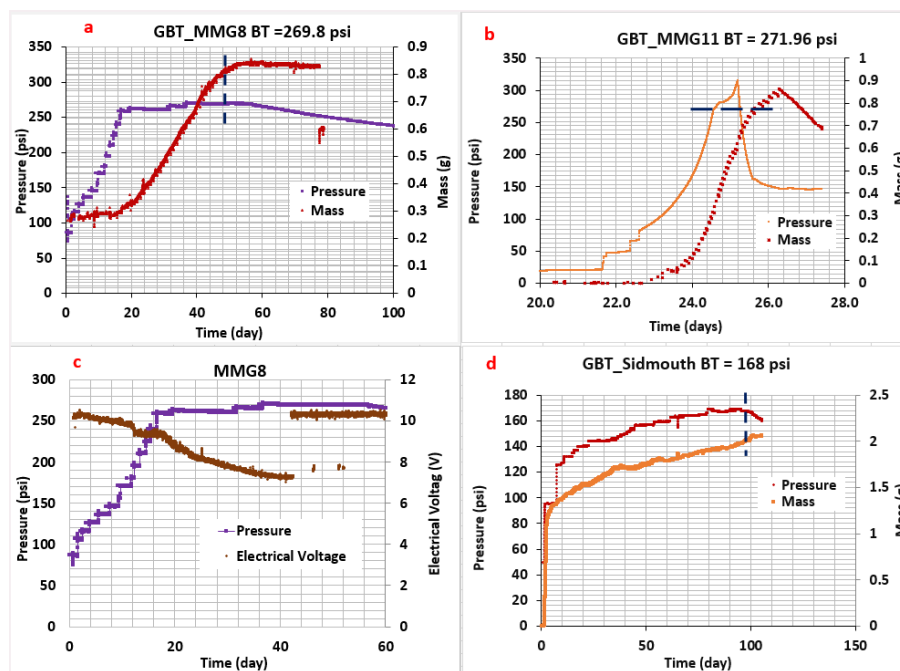 a
GBT_MMG8 BT =269.8 psi
350
300
250
200
150
100
50
0
Pressure (psi)
0.9
0.8
0.7
0.6
0.5
0.4
0.3
0.2
0.1
0
Mass (g)
Pressure
Mass
0 20 40 60 80 100
Time (day)
b
GBT_MMG11 BT = 271.96 psi
350
300
250
200
150
100
50
0
Pressure (psi)
1
0.9
0.8
0.7
0.6
0.5
0.4
0.3
0.2
0.1
0
Mass (g)
Pressure
Mass
20.0 22.0 24.0 26.0 28.0
Time (days)
c
MMG8
300
250
200
150
100
50
0
Pressure (psi)
12
10
8
6
4
2
0
Electrical Voltag (V)
Pressure
Electrical Voltage
0 20 40 60
Time (day)
d
GBT_Sidmouth BT = 168 psi
180
160
140
120
100
80
60
40
20
0
Pressure (psi)
2.5
2
1.5
1
0.5
0
Mass (g)
Pressure
Mass
0 50 100 150
Time (day)